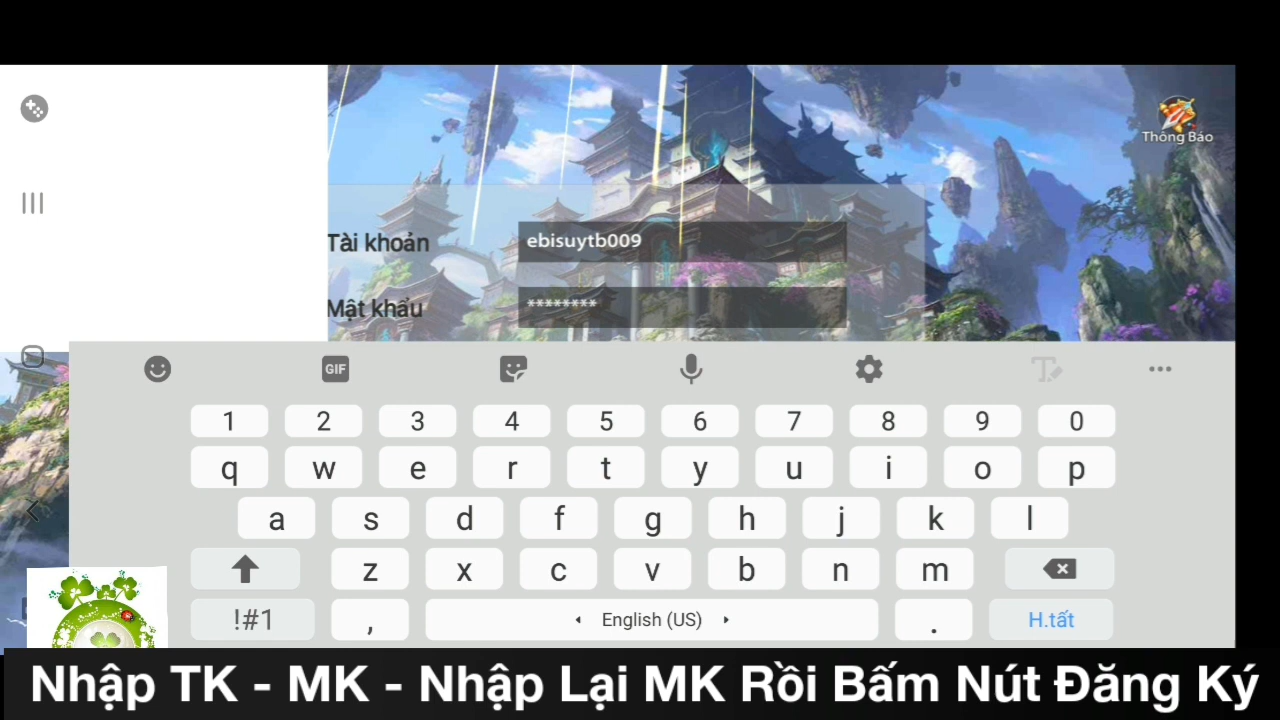 Thông Báo
Tài khoản
ebisuytb009
Mật khẩu
********
GIF
1 2 3 4 5 6 7 8 9 0
q w e r t y u i o p
a s d f g h j k l
z x c v b n m
!#1 , English (US) . H.tất
Nhập TK - MK - Nhập Lại MK Rồi Bấm Nút Đăng Ký